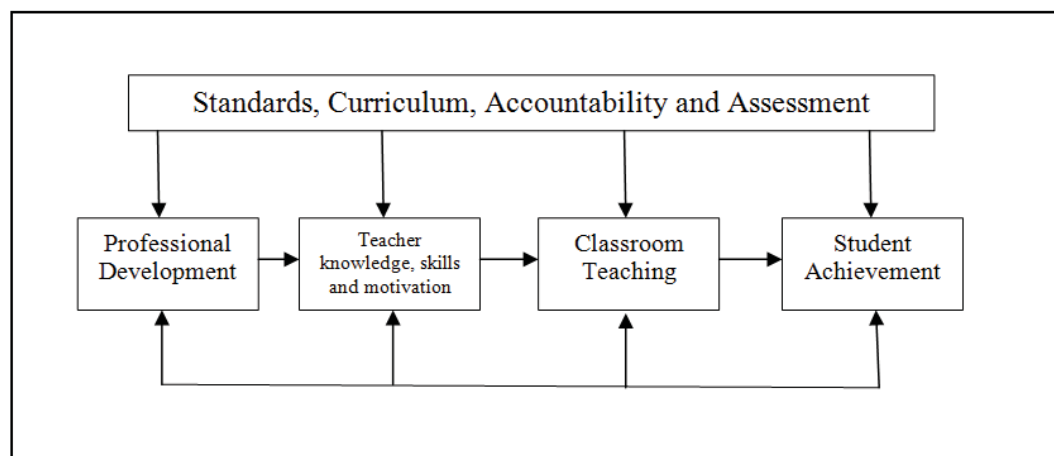 Standards, Curriculum, Accountability and Assessment
Professional
Development
Teacher
knowledge, skills
and motivation
Classroom
Teaching
Student
Achievement